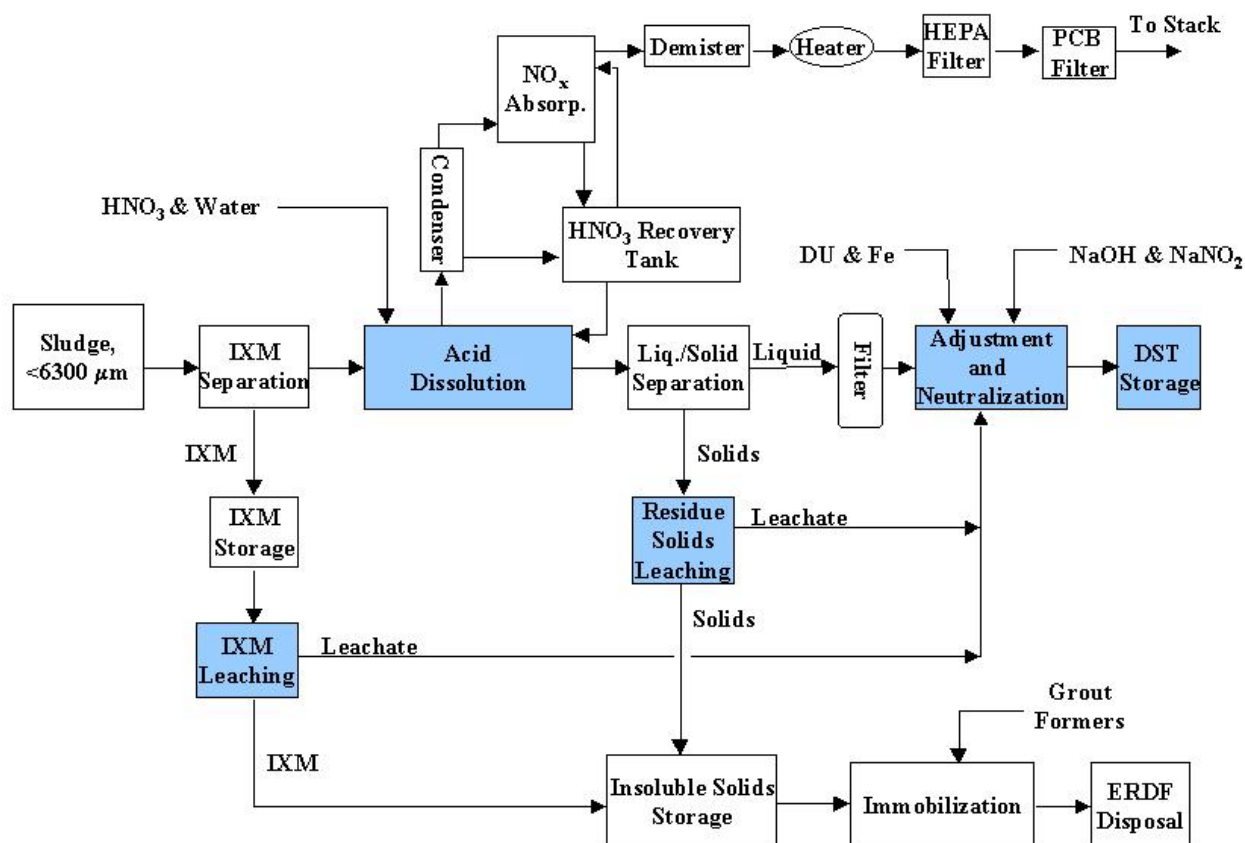 To Stack
Demister
Heater
HEPA
Filter
PCB
Filter
NOₓ
Absorp.
Condenser
HNO₃ & Water
HNO₃ Recovery
Tank
DU & Fe
NaOH & NaNO₂
Sludge,
<6300 μm
IXM
Separation
Acid
Dissolution
Liq./Solid
Separation
Liquid
Filter
Adjustment
and
Neutralization
DST
Storage
IXM
Solids
IXM
Storage
Residue
Solids
Leaching
Leachate
Solids
IXM
Leaching
Leachate
Grout
Formers
IXM
Insoluble Solids
Storage
Immobilization
ERDF
Disposal